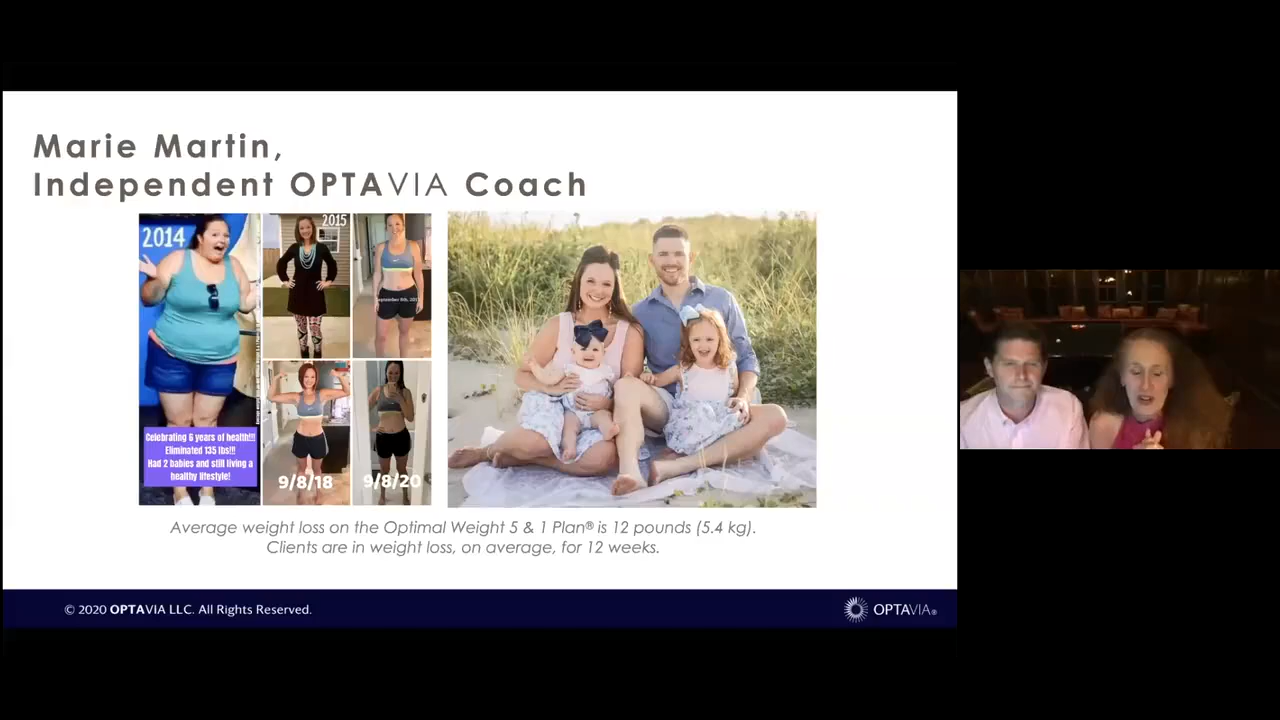 Marie Martin,
Independent OPTAVIA Coach
2014
2015
Celebrating 6 years of health!!!
Eliminated 135 lbs!!!
Had 2 babies and still living a
healthy lifestyle!
9/8/18
9/8/20
Average weight loss on the Optimal Weight 5 & 1 Plan® is 12 pounds (5.4 kg).
Clients are in weight loss, on average, for 12 weeks.
© 2020 OPTAVIA LLC. All Rights Reserved.
OPTAVIA®